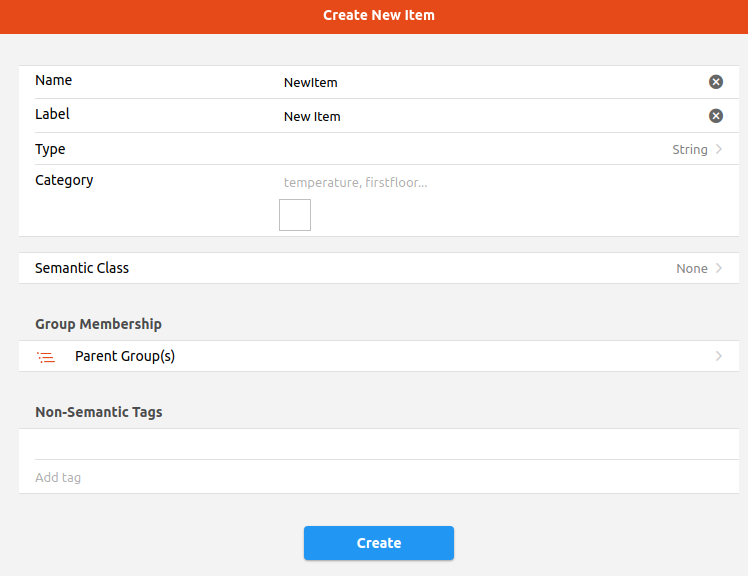 Create New Item
Name NewItem
Label New Item
Type String
Category temperature, firstfloor...
Semantic Class None
Group Membership
Parent Group(s)
Non-Semantic Tags
Add tag
Create